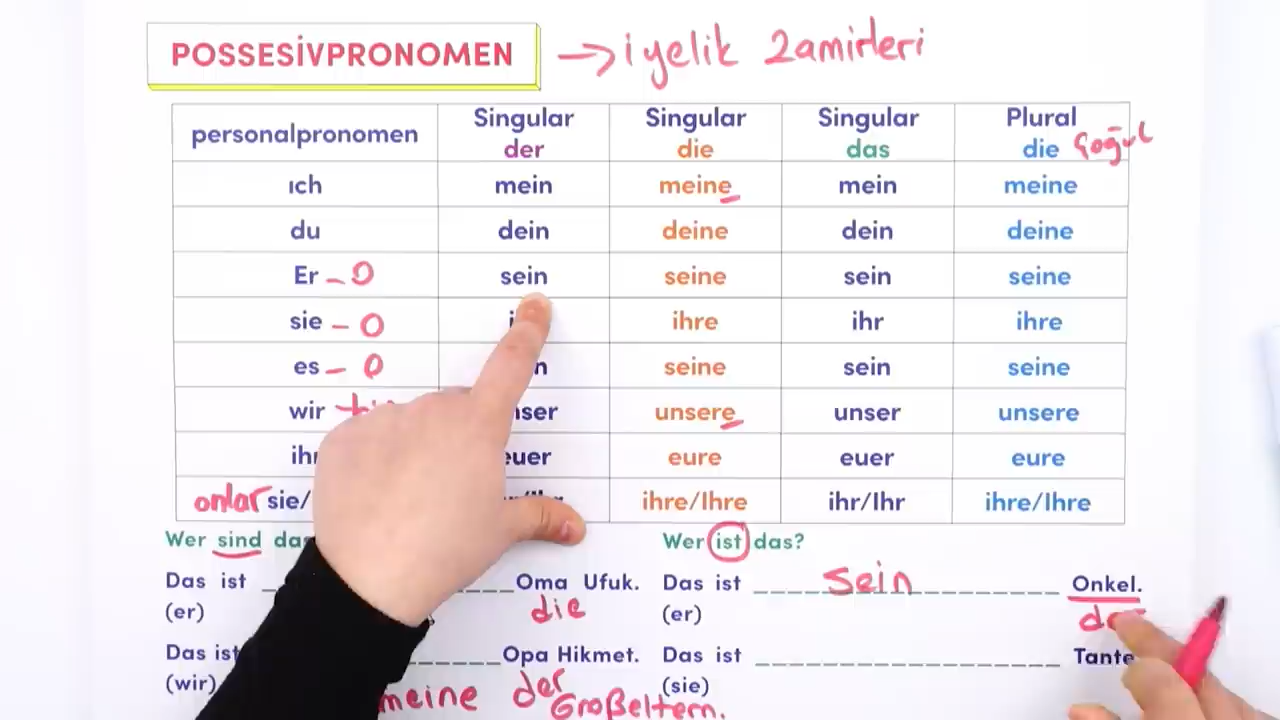 POSSESİVPRONOMEN → iyelik zamirleri
personalpronomen Singular der Singular die Singular das Plural die çoğul
ıch mein meine mein meine
du dein deine dein deine
Er - O sein seine sein seine
sie - O ihre ihr ihre
es - O seine sein seine
wir unsere unser unsere
eure euer eure
onlar sie/ ihre/Ihre ihr/Ihr ihre/Ihre
Wer sind
Das ist Oma Ufuk.
(er) die
Das ist Opa Hikmet.
(wir) meine der Großeltern.
Wer ist das?
Das ist sein Onkel.
(er)
Das ist Tante
(sie)